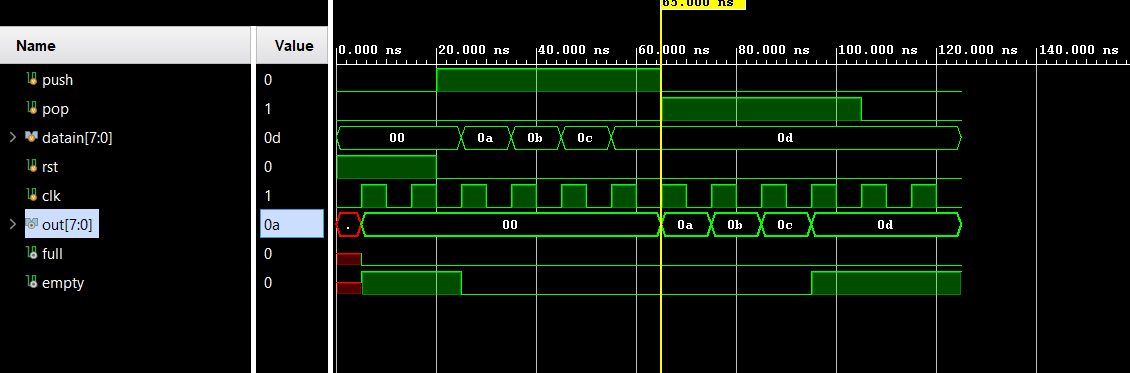 65.000 ns
Name Value 0.000 ns 20.000 ns 40.000 ns 60.000 ns 80.000 ns 100.000 ns 120.000 ns 140.000 ns
push 0
pop 1
datain[7:0] 0d 00 0a 0b 0c 0d
rst 0
clk 1
out[7:0] 0a . 00 0a 0b 0c 0d
full 0
empty 0